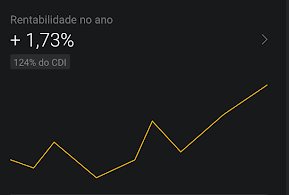 Rentabilidade no ano
+ 1,73%
124% do CDI